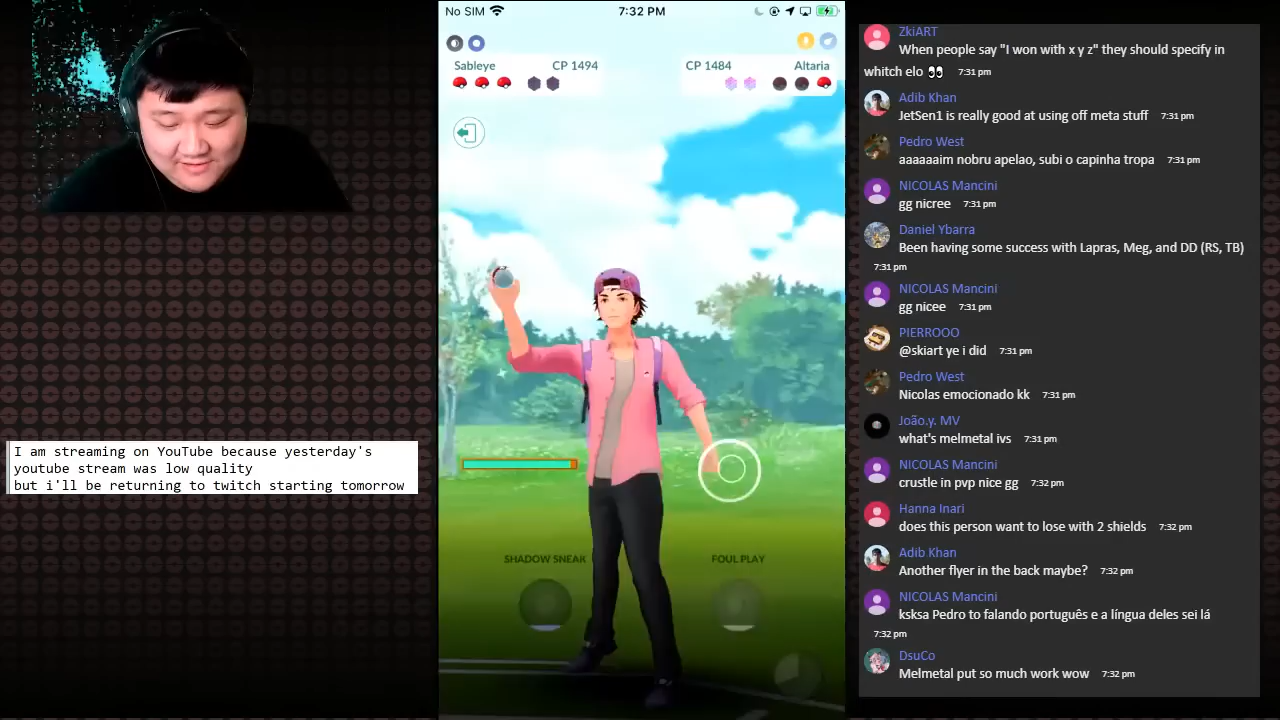 No SIM
7:32 PM
Sableye
CP 1494
CP 1484
Altaria
SHADOW SNEAK
FOUL PLAY
I am streaming on YouTube because yesterday's
youtube stream was low quality
but i'll be returning to twitch starting tomorrow
ZkiART
When people say "I won with x y z" they should specify in
whitch elo 👀 7:31 pm
Adib Khan
JetSen1 is really good at using off meta stuff 7:31 pm
Pedro West
aaaaaaim nobru apelao, subi o capinha tropa 7:31 pm
NICOLAS Mancini
gg nicree 7:31 pm
Daniel Ybarra
Been having some success with Lapras, Meg, and DD (RS, TB)
7:31 pm
NICOLAS Mancini
gg nicee 7:31 pm
PIERROOO
@skiart ye i did 7:31 pm
Pedro West
Nicolas emocionado kk 7:31 pm
João.y. MV
what's melmetal ivs 7:31 pm
NICOLAS Mancini
crustle in pvp nice gg 7:32 pm
Hanna Inari
does this person want to lose with 2 shields 7:32 pm
Adib Khan
Another flyer in the back maybe? 7:32 pm
NICOLAS Mancini
ksksa Pedro to falando português e a língua deles sei lá
7:32 pm
DsuCo
Melmetal put so much work wow 7:32 pm